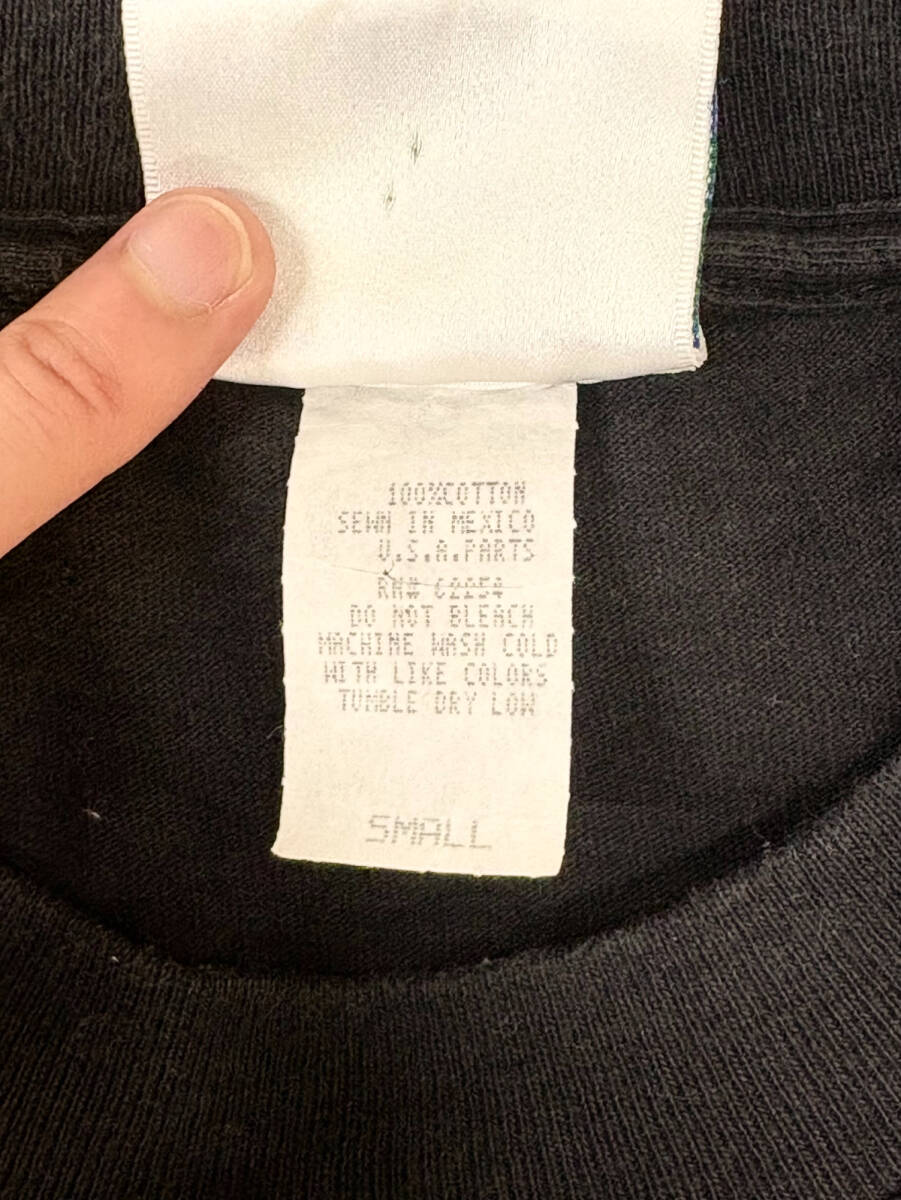 100%COTTON
SEWN IN MEXICO
U.S.A.PARTS
RN#
DO NOT BLEACH
MACHINE WASH COLD
WITH LIKE COLORS
TUMBLE DRY LOW
SMALL